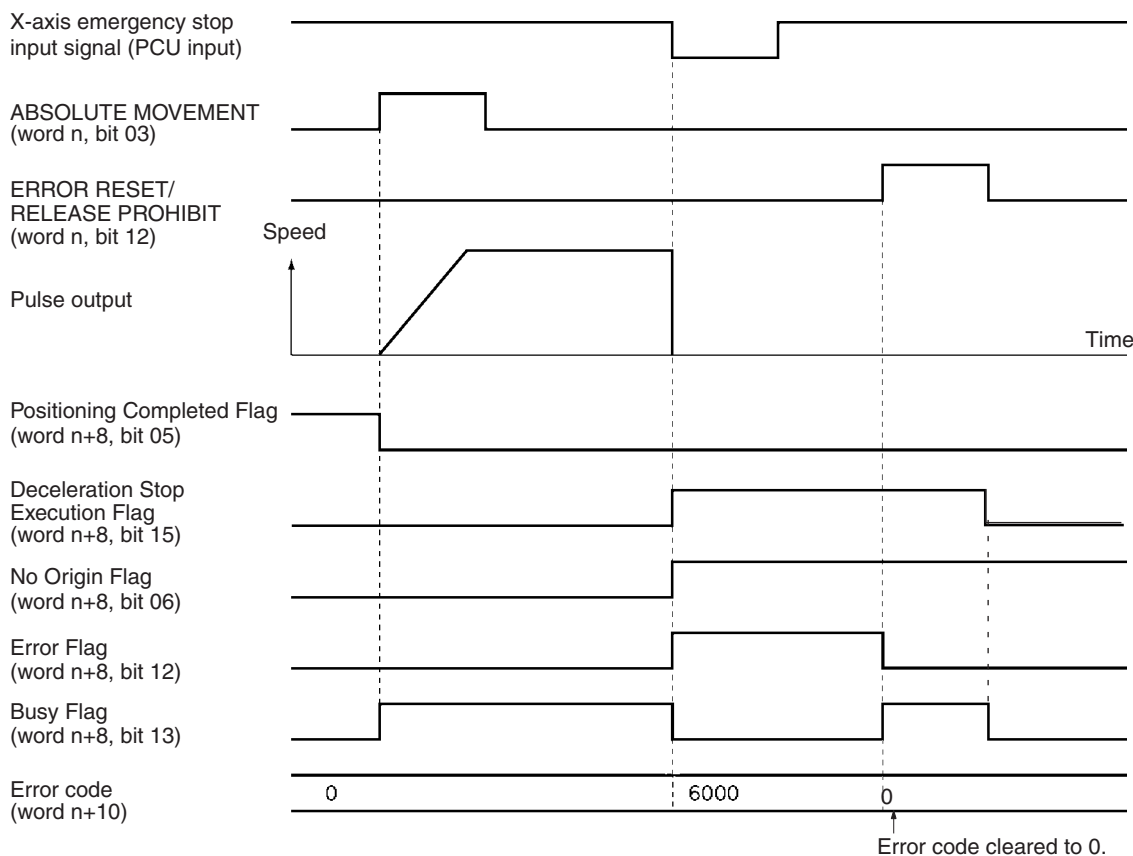 X-axis emergency stop
input signal (PCU input)
ABSOLUTE MOVEMENT
(word n, bit 03)
ERROR RESET/
RELEASE PROHIBIT
(word n, bit 12)
Speed
Pulse output
Time
Positioning Completed Flag
(word n+8, bit 05)
Deceleration Stop
Execution Flag
(word n+8, bit 15)
No Origin Flag
(word n+8, bit 06)
Error Flag
(word n+8, bit 12)
Busy Flag
(word n+8, bit 13)
Error code
(word n+10)
0 6000 0
Error code cleared to 0.